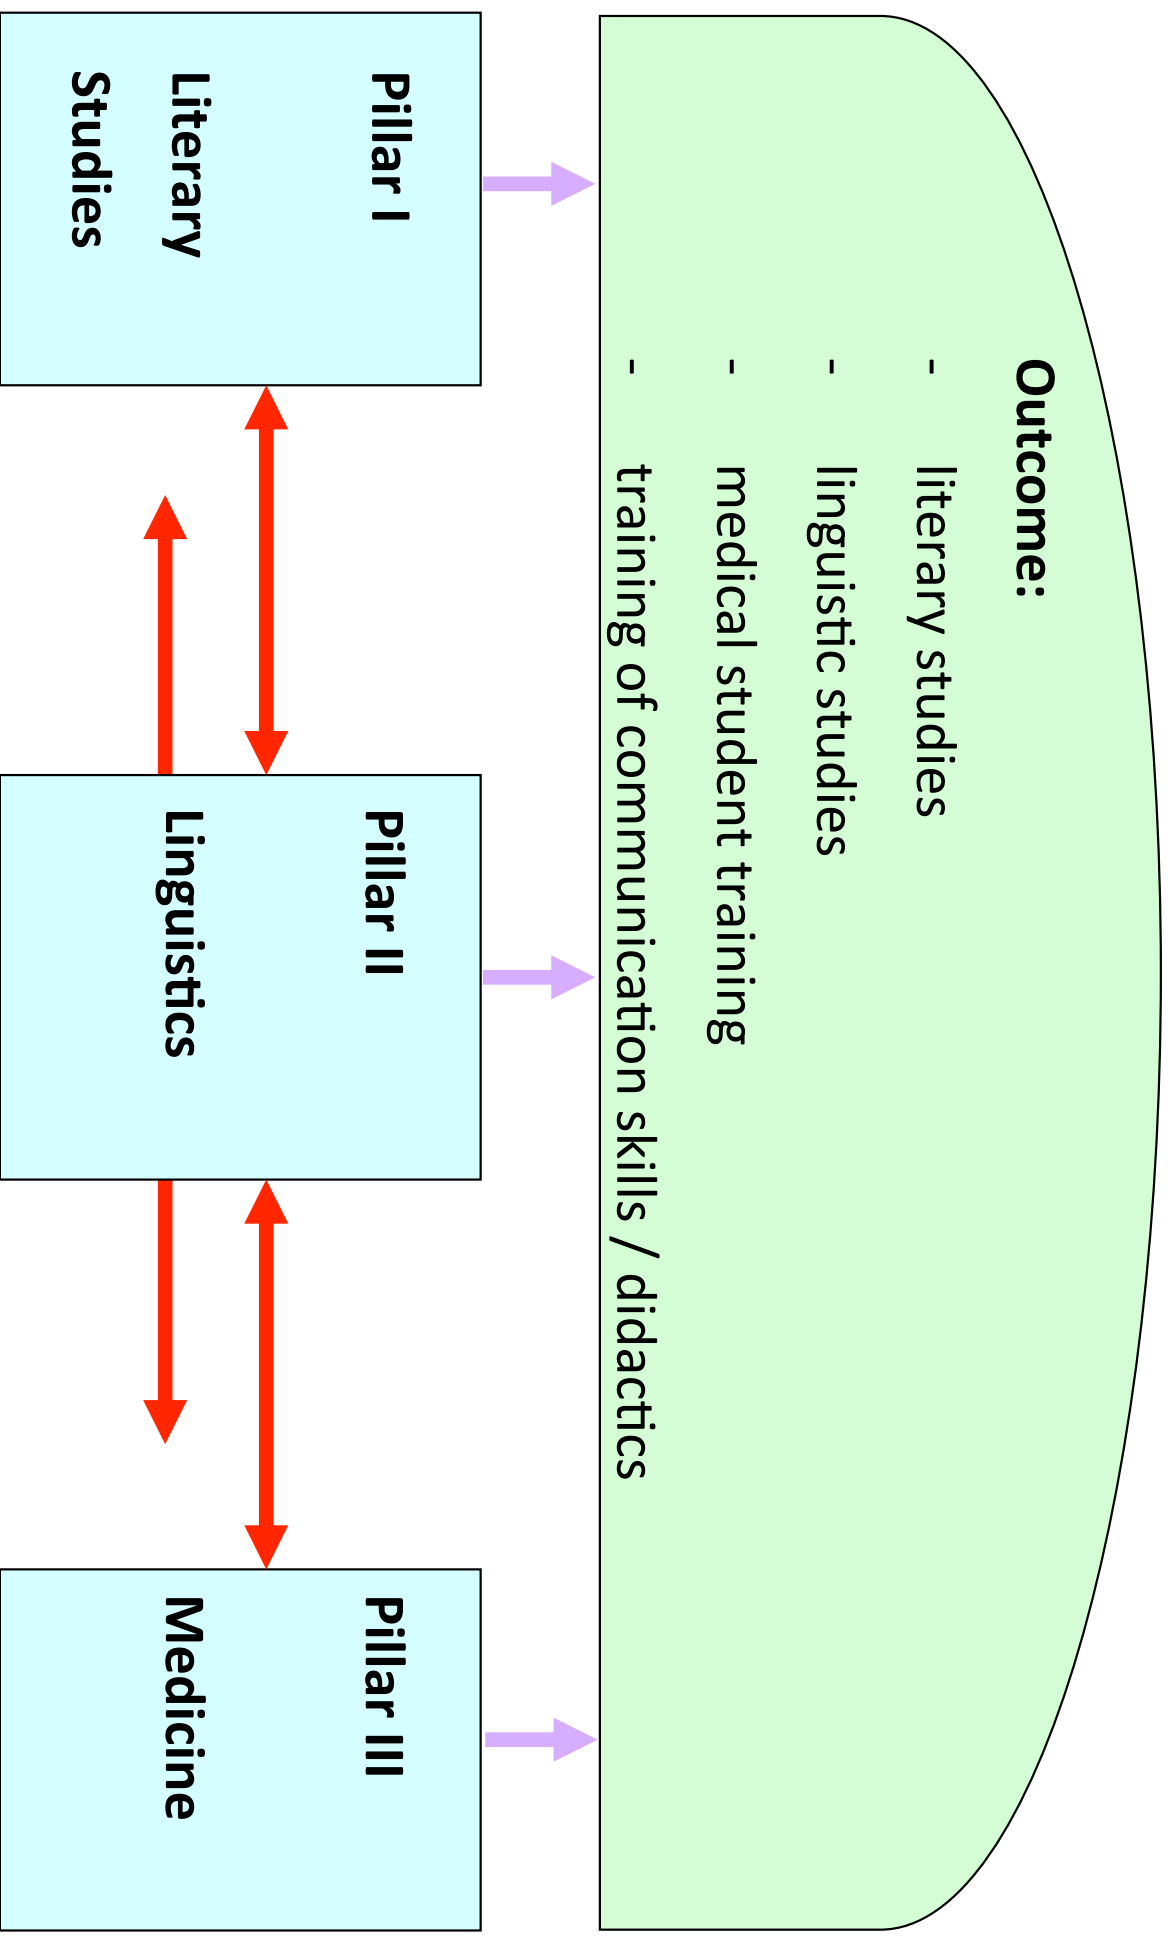 Outcome:
- literary studies
- linguistic studies
- medical student training
- training of communication skills / didactics
Pillar I
Literary
Studies
Pillar II
Linguistics
Pillar III
Medicine